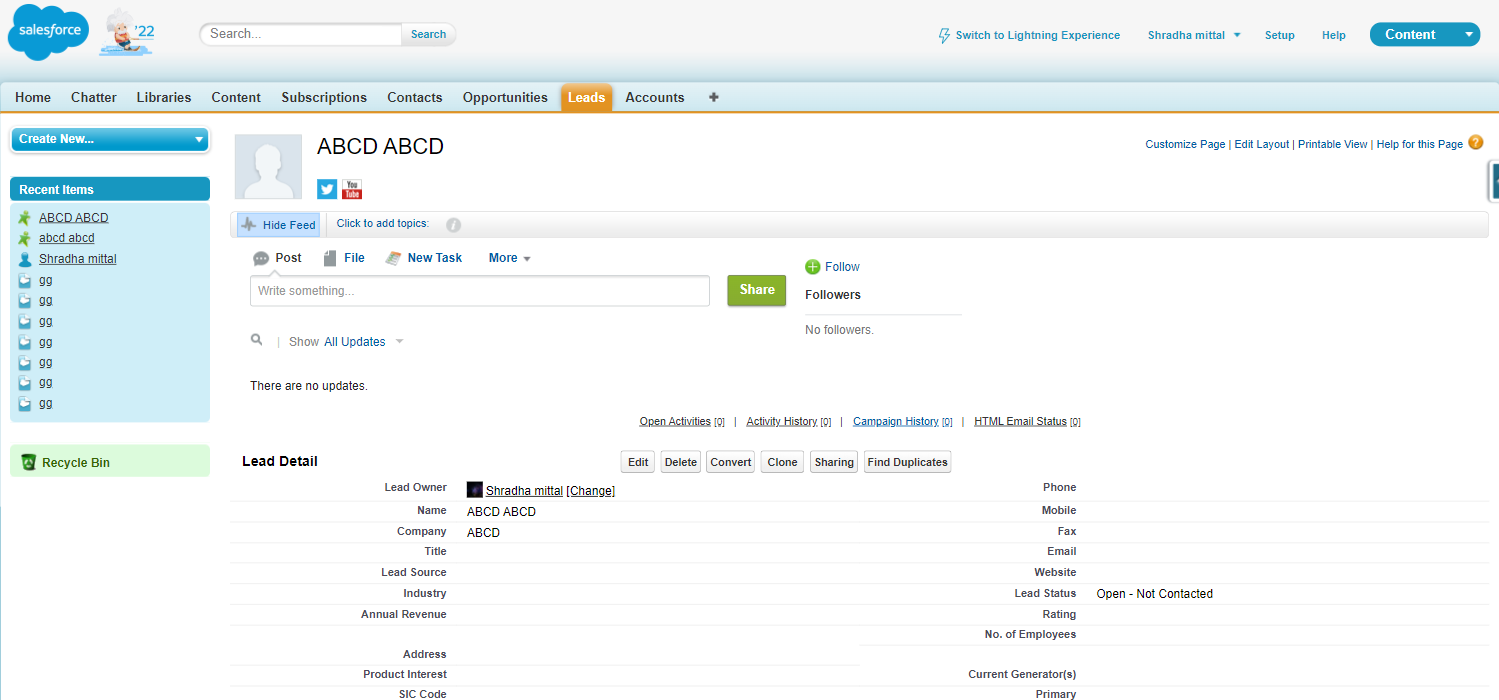 salesforce
'22
Search...
Search
Switch to Lightning Experience
Shradha mittal
Setup
Help
Content
Home Chatter Libraries Content Subscriptions Contacts Opportunities Leads Accounts
Create New...
Recent Items
ABCD ABCD
abcd abcd
Shradha mittal
gg
gg
gg
gg
gg
gg
gg
Recycle Bin
ABCD ABCD
You
Tube
Customize Page | Edit Layout | Printable View | Help for this Page ?
Hide Feed
Click to add topics: i
Post File New Task More
Write something...
Share
Show All Updates
There are no updates.
Follow
Followers
No followers.
Open Activities [0] | Activity History [0] | Campaign History [0] | HTML Email Status [0]
Lead Detail
Edit Delete Convert Clone Sharing Find Duplicates
Lead Owner Shradha mittal [Change] Phone
Name ABCD ABCD Mobile
Company ABCD Fax
Title Email
Lead Source Website
Industry Lead Status Open - Not Contacted
Annual Revenue Rating
No. of Employees
Address
Product Interest Current Generator(s)
SIC Code Primary